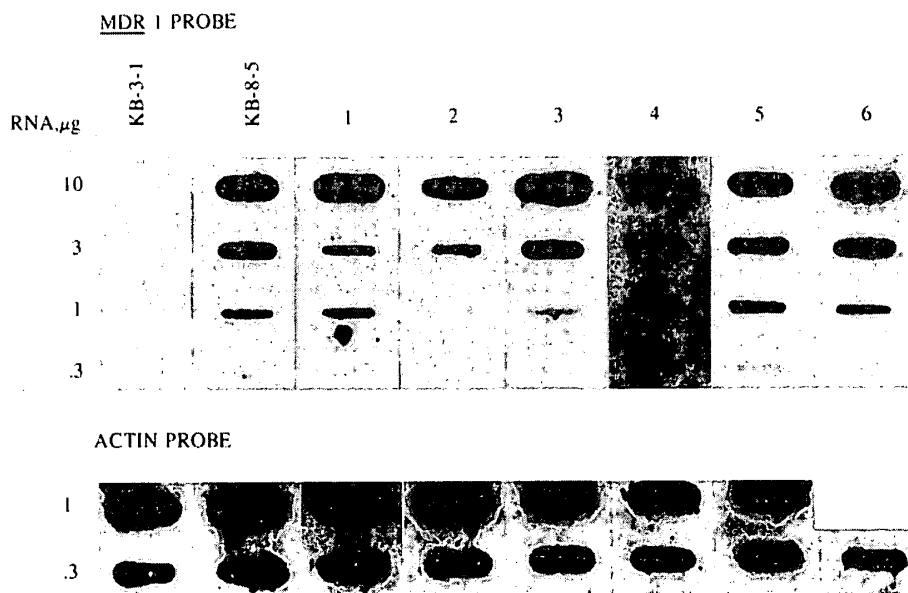 MDR 1 PROBE
RNA,μg KB-3-1 KB-8-5 1 2 3 4 5 6
10
3
1
.3
ACTIN PROBE
1
.3